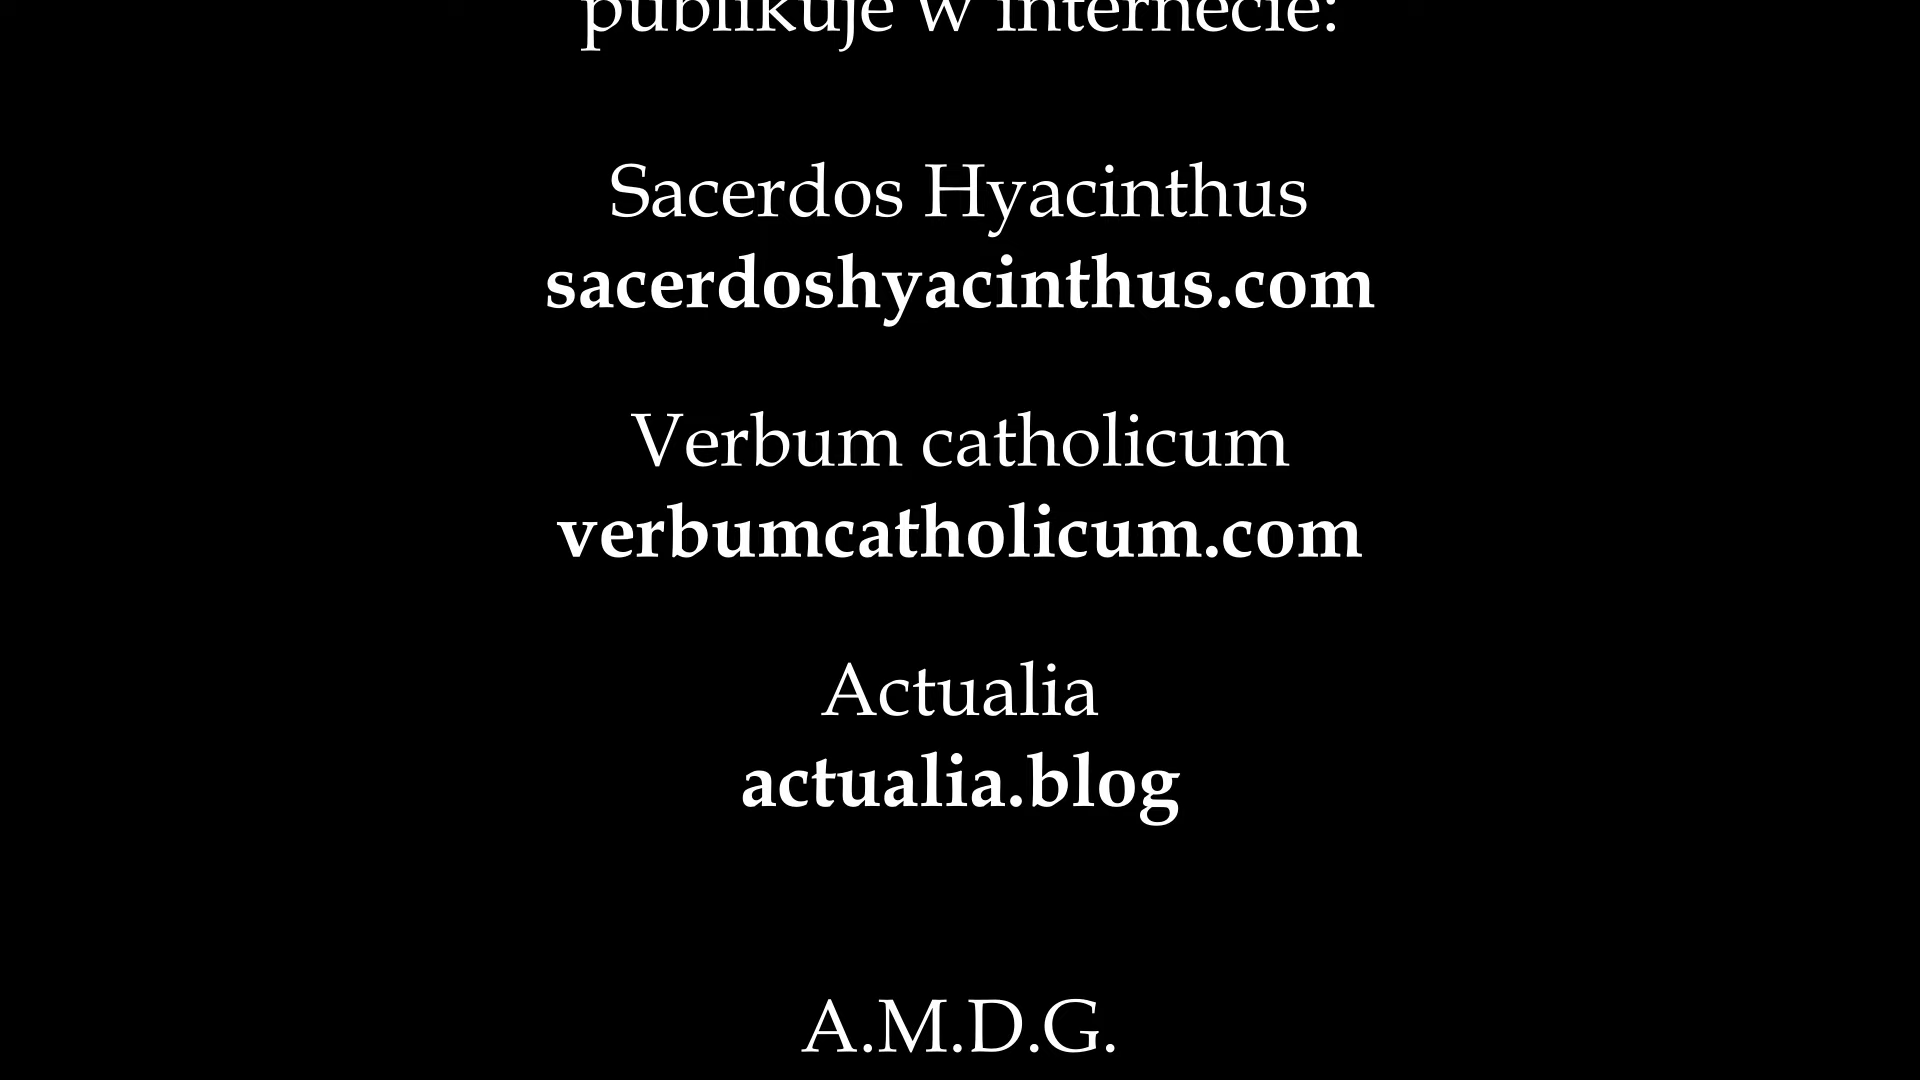 publikuje w internecie:
Sacerdos Hyacinthus
sacerdoshyacinthus.com
Verbum catholicum
verbumcatholicum.com
Actualia
actualia.blog
A.M.D.G.